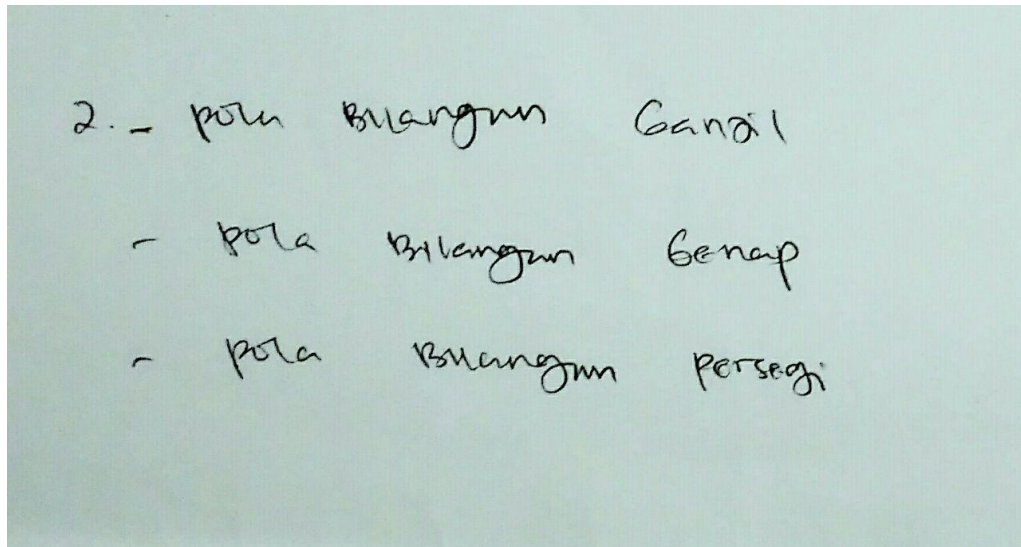 2. - pola Bilangan Ganjil
- pola Bilangan Genap
- pola Bilangan persegi